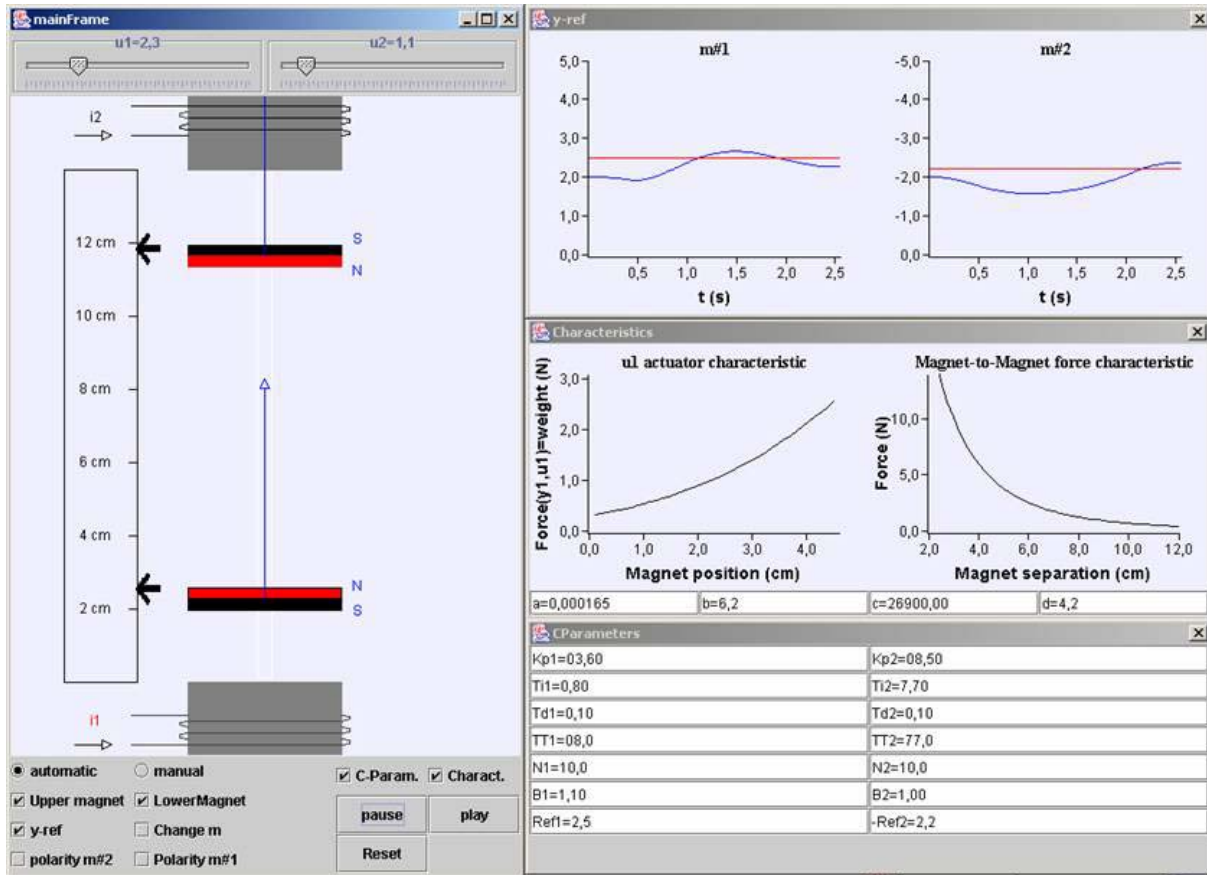 mainFrame
u1=2,3
u2=1,1
i2
S
N
12 cm
10 cm
8 cm
6 cm
4 cm
2 cm
N
S
i1
automatic
manual
C-Param.
Charact.
Upper magnet
LowerMagnet
pause
play
y-ref
Change m
Reset
polarity m#2
Polarity m#1
y-ref
m#1
5,0
4,0
3,0
2,0
1,0
0,0
0,5 1,0 1,5 2,0 2,5
t (s)
m#2
-5,0
-4,0
-3,0
-2,0
-1,0
0,0
0,5 1,0 1,5 2,0 2,5
t (s)
Characteristics
u1 actuator characteristic
Force(y1,u1)=weight (N)
3,0
2,0
1,0
0,0
0,0 1,0 2,0 3,0 4,0
Magnet position (cm)
Magnet-to-Magnet force characteristic
Force (N)
10,0
5,0
0,0
2,0 4,0 6,0 8,0 10,0 12,0
Magnet separation (cm)
a=0,000165 b=6,2 c=26900,00 d=4,2
CParameters
Kp1=03,60 Kp2=08,50
Ti1=0,80 Ti2=7,70
Td1=0,10 Td2=0,10
TT1=08,0 TT2=77,0
N1=10,0 N2=10,0
B1=1,10 B2=1,00
Ref1=2,5 -Ref2=2,2